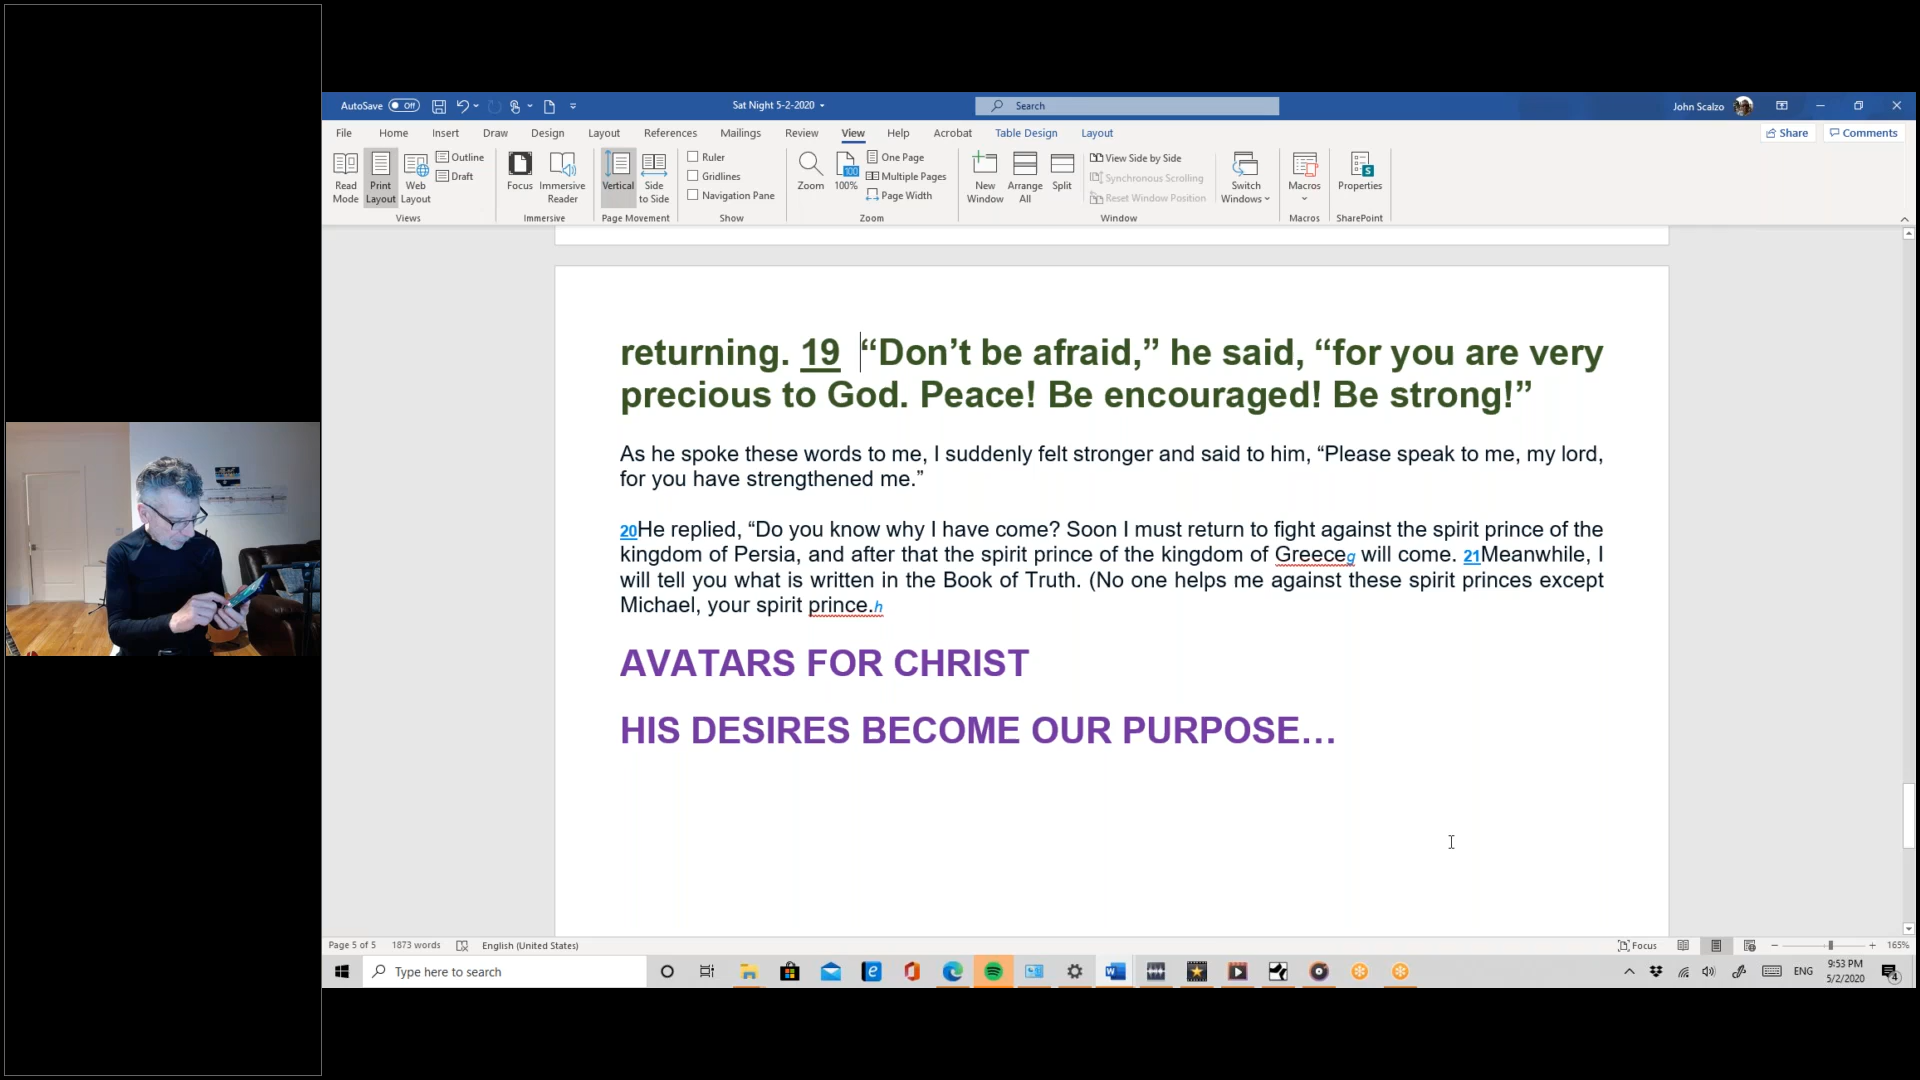 AutoSave Off Sat Night 5-2-2020 Search John Scalzo
File Home Insert Draw Design Layout References Mailings Review View Help Acrobat Table Design Layout Share Comments
Read Mode
Print Layout
Web Layout
Outline
Draft
Views
Focus
Immersive Reader
Immersive
Vertical
Side to Side
Page Movement
Ruler
Gridlines
Navigation Pane
Show
Zoom
100
100%
One Page
Multiple Pages
Page Width
Zoom
New Window
Arrange All
Split
View Side by Side
Synchronous Scrolling
Reset Window Position
Window
Switch Windows
Macros
Macros
Properties
SharePoint
returning. 19 “Don’t be afraid,” he said, “for you are very
precious to God. Peace! Be encouraged! Be strong!”
As he spoke these words to me, I suddenly felt stronger and said to him, “Please speak to me, my lord,
for you have strengthened me.”
20He replied, “Do you know why I have come? Soon I must return to fight against the spirit prince of the
kingdom of Persia, and after that the spirit prince of the kingdom of Greeceg will come. 21Meanwhile, I
will tell you what is written in the Book of Truth. (No one helps me against these spirit princes except
Michael, your spirit prince.h
AVATARS FOR CHRIST
HIS DESIRES BECOME OUR PURPOSE…
Page 5 of 5 1873 words English (United States) Focus 165%
Type here to search ENG 9:53 PM
5/2/2020 4